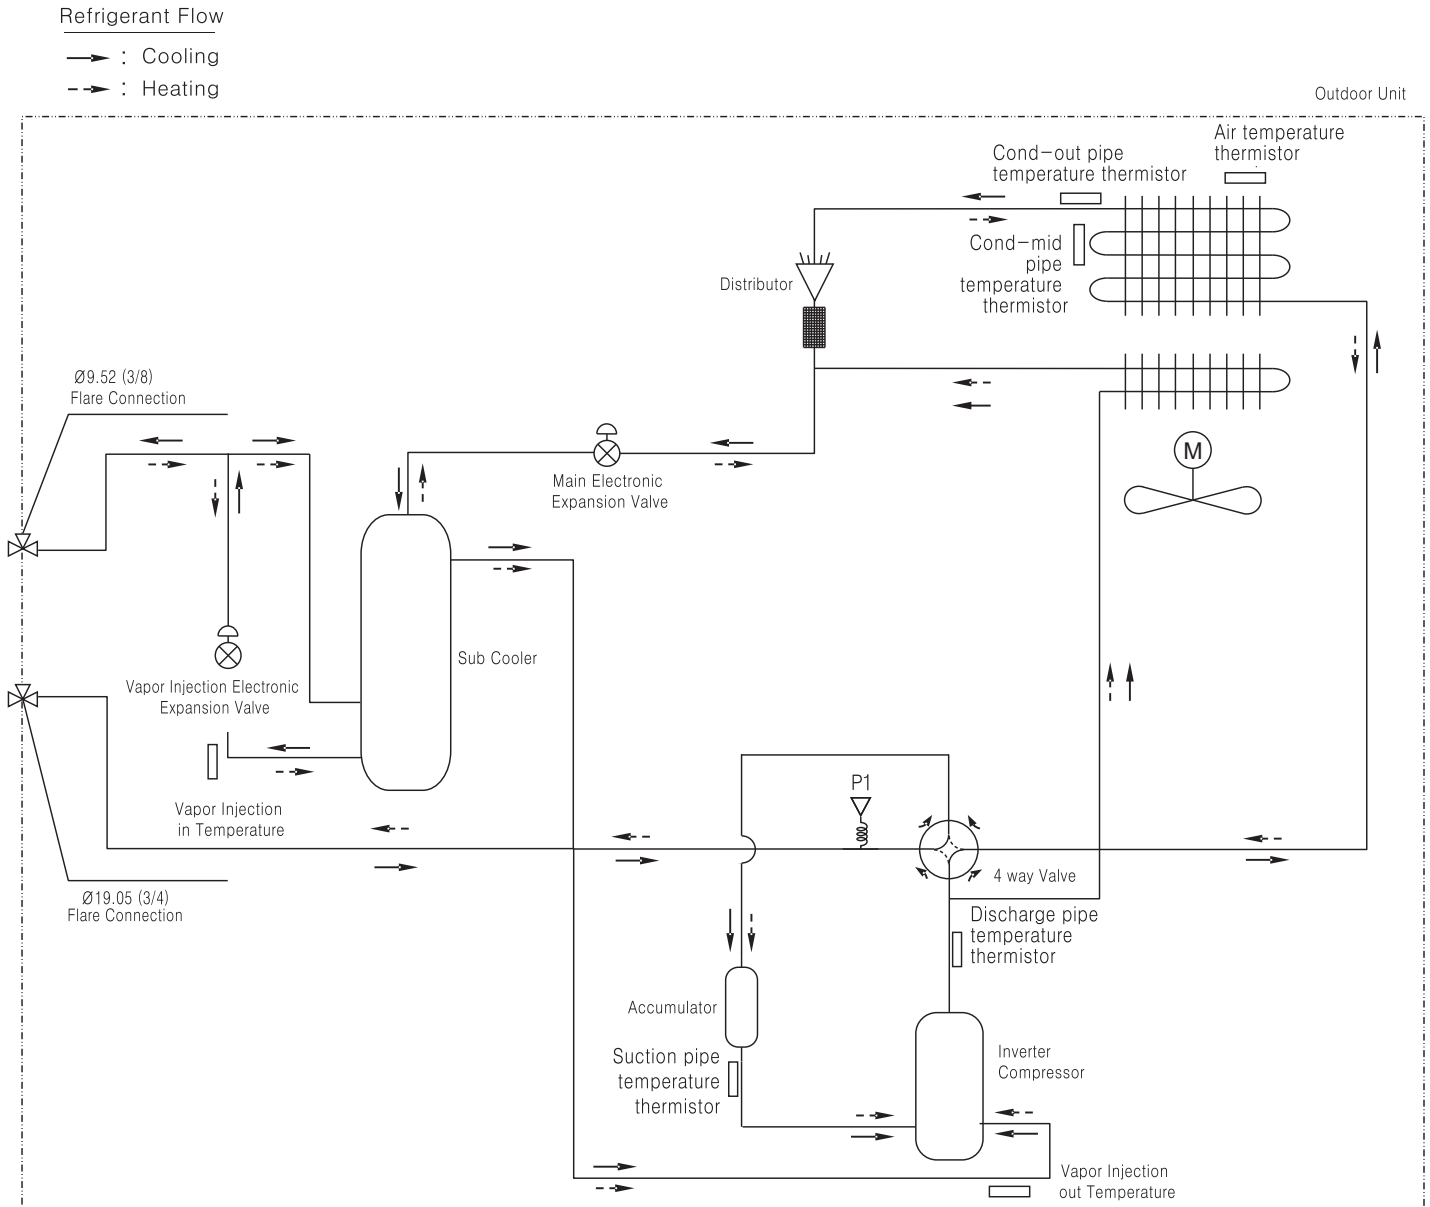 Refrigerant Flow
: Cooling
: Heating
Outdoor Unit
Air temperature
thermistor
Cond-out pipe
temperature thermistor
Cond-mid
pipe
temperature
thermistor
Distributor
Ø9.52 (3/8)
Flare Connection
M
Main Electronic
Expansion Valve
Sub Cooler
Vapor Injection Electronic
Expansion Valve
Vapor Injection
in Temperature
P1
4 way Valve
Ø19.05 (3/4)
Flare Connection
Discharge pipe
temperature
thermistor
Accumulator
Suction pipe
temperature
thermistor
Inverter
Compressor
Vapor Injection
out Temperature